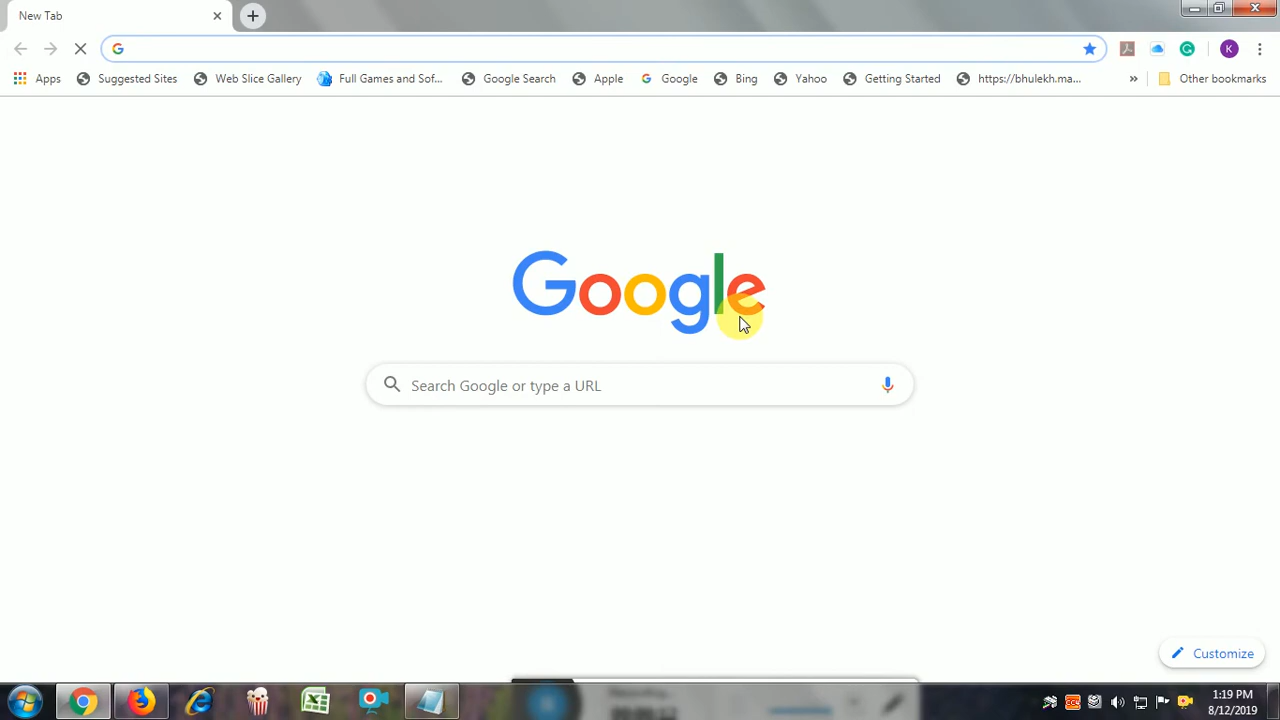 New Tab
Apps Suggested Sites Web Slice Gallery Full Games and Sof... Google Search Apple Google Bing Yahoo Getting Started https://bhulekh.ma... » Other bookmarks
K
Google
Search Google or type a URL
Customize
Recording...
1:19 PM
8/12/2019